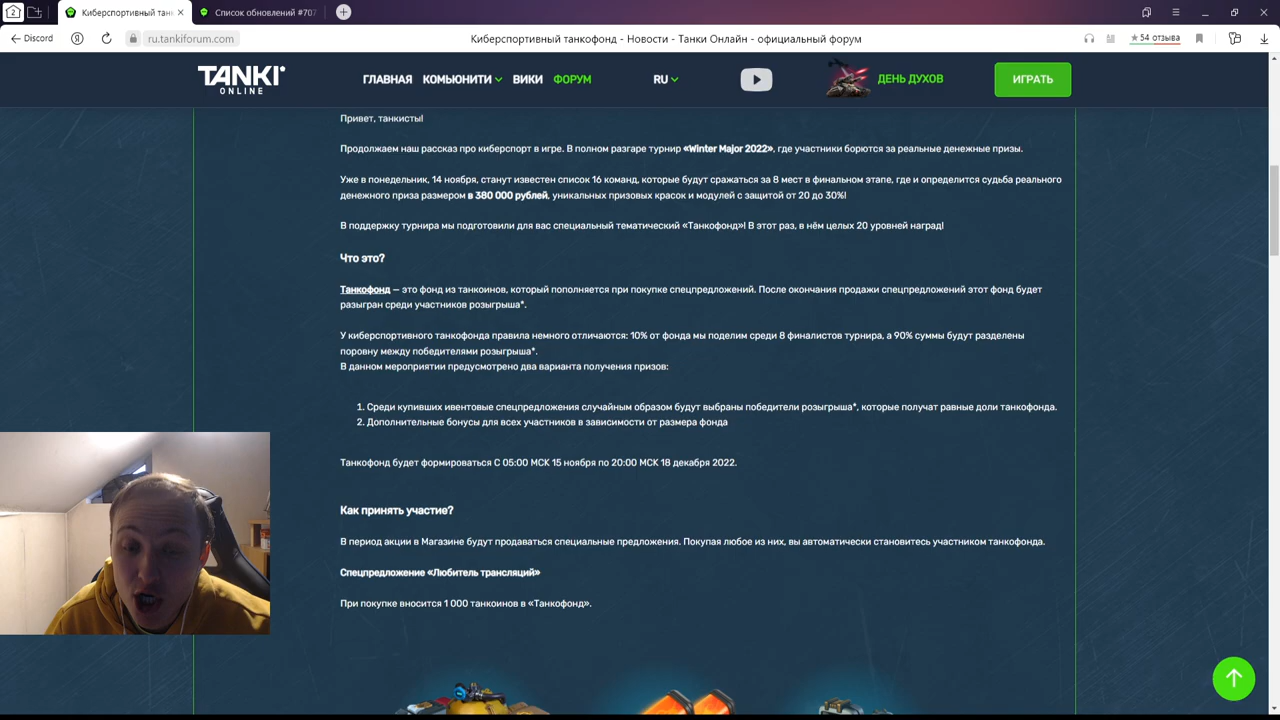 2
Киберспортивный танк
Список обновлений #707
Discord
ru.tankiforum.com
Киберспортивный танкофонд - Новости - Танки Онлайн - официальный форум
★54 отзыва
TANKI
ONLINE
ГЛАВНАЯ
КОМЬЮНИТИ
ВИКИ
ФОРУМ
RU
ДЕНЬ ДУХОВ
ИГРАТЬ
Привет, танкисты!
Продолжаем наш рассказ про киберспорт в игре. В полном разгаре турнир «Winter Major 2022», где участники борются за реальные денежные призы.
Уже в понедельник, 14 ноября, станут известен список 16 команд, которые будут сражаться за 8 мест в финальном этапе, где и определится судьба реального
денежного приза размером в 380 000 рублей, уникальных призовых красок и модулей с защитой от 20 до 30%!
В поддержку турнира мы подготовили для вас специальный тематический «Танкофонд»! В этот раз, в нём целых 20 уровней наград!
Что это?
Танкофонд — это фонд из танкоинов, который пополняется при покупке спецпредложений. После окончания продажи спецпредложений этот фонд будет
разыгран среди участников розыгрыша*.
У киберспортивного танкофонда правила немного отличаются: 10% от фонда мы поделим среди 8 финалистов турнира, а 90% суммы будут разделены
поровну между победителями розыгрыша*.
В данном мероприятии предусмотрено два варианта получения призов:
1. Среди купивших ивентовые спецпредложения случайным образом будут выбраны победители розыгрыша*, которые получат равные доли танкофонда.
2. Дополнительные бонусы для всех участников в зависимости от размера фонда
Танкофонд будет формироваться С 05:00 МСК 15 ноября по 20:00 МСК 18 декабря 2022.
Как принять участие?
В период акции в Магазине будут продаваться специальные предложения. Покупая любое из них, вы автоматически становитесь участником танкофонда.
Спецпредложение «Любитель трансляций»
При покупке вносится 1 000 танкоинов в «Танкофонд».